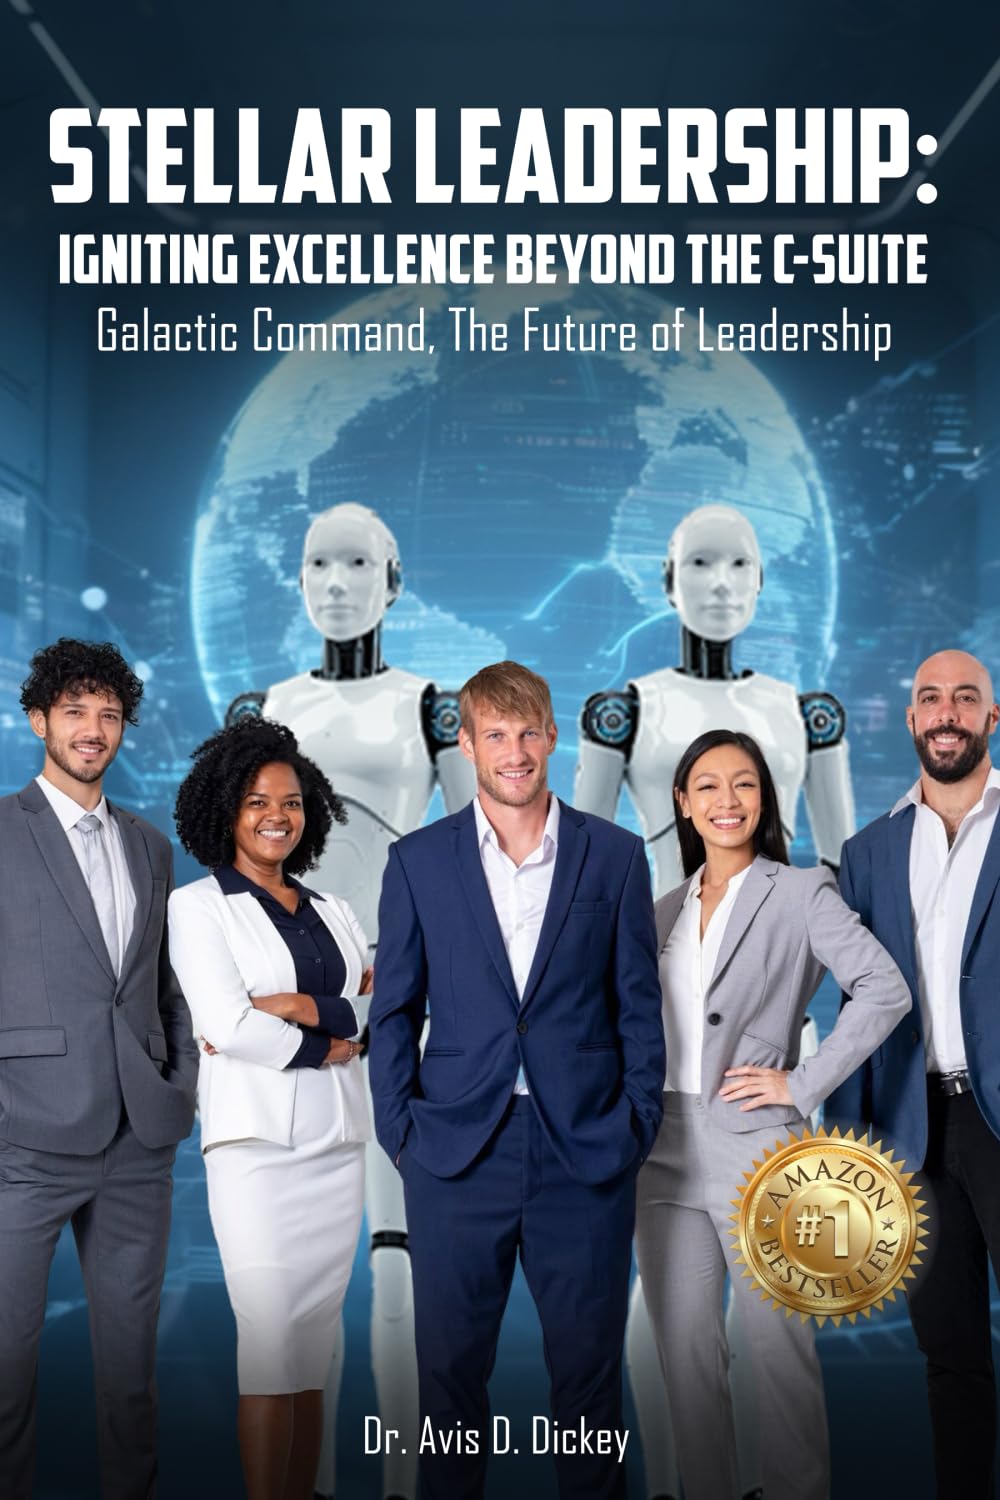 STELLAR LEADERSHIP:
IGNITING EXCELLENCE BEYOND THE C-SUITE
Galactic Command, The Future of Leadership
AMAZON
#1
BESTSELLER
Dr. Avis D. Dickey